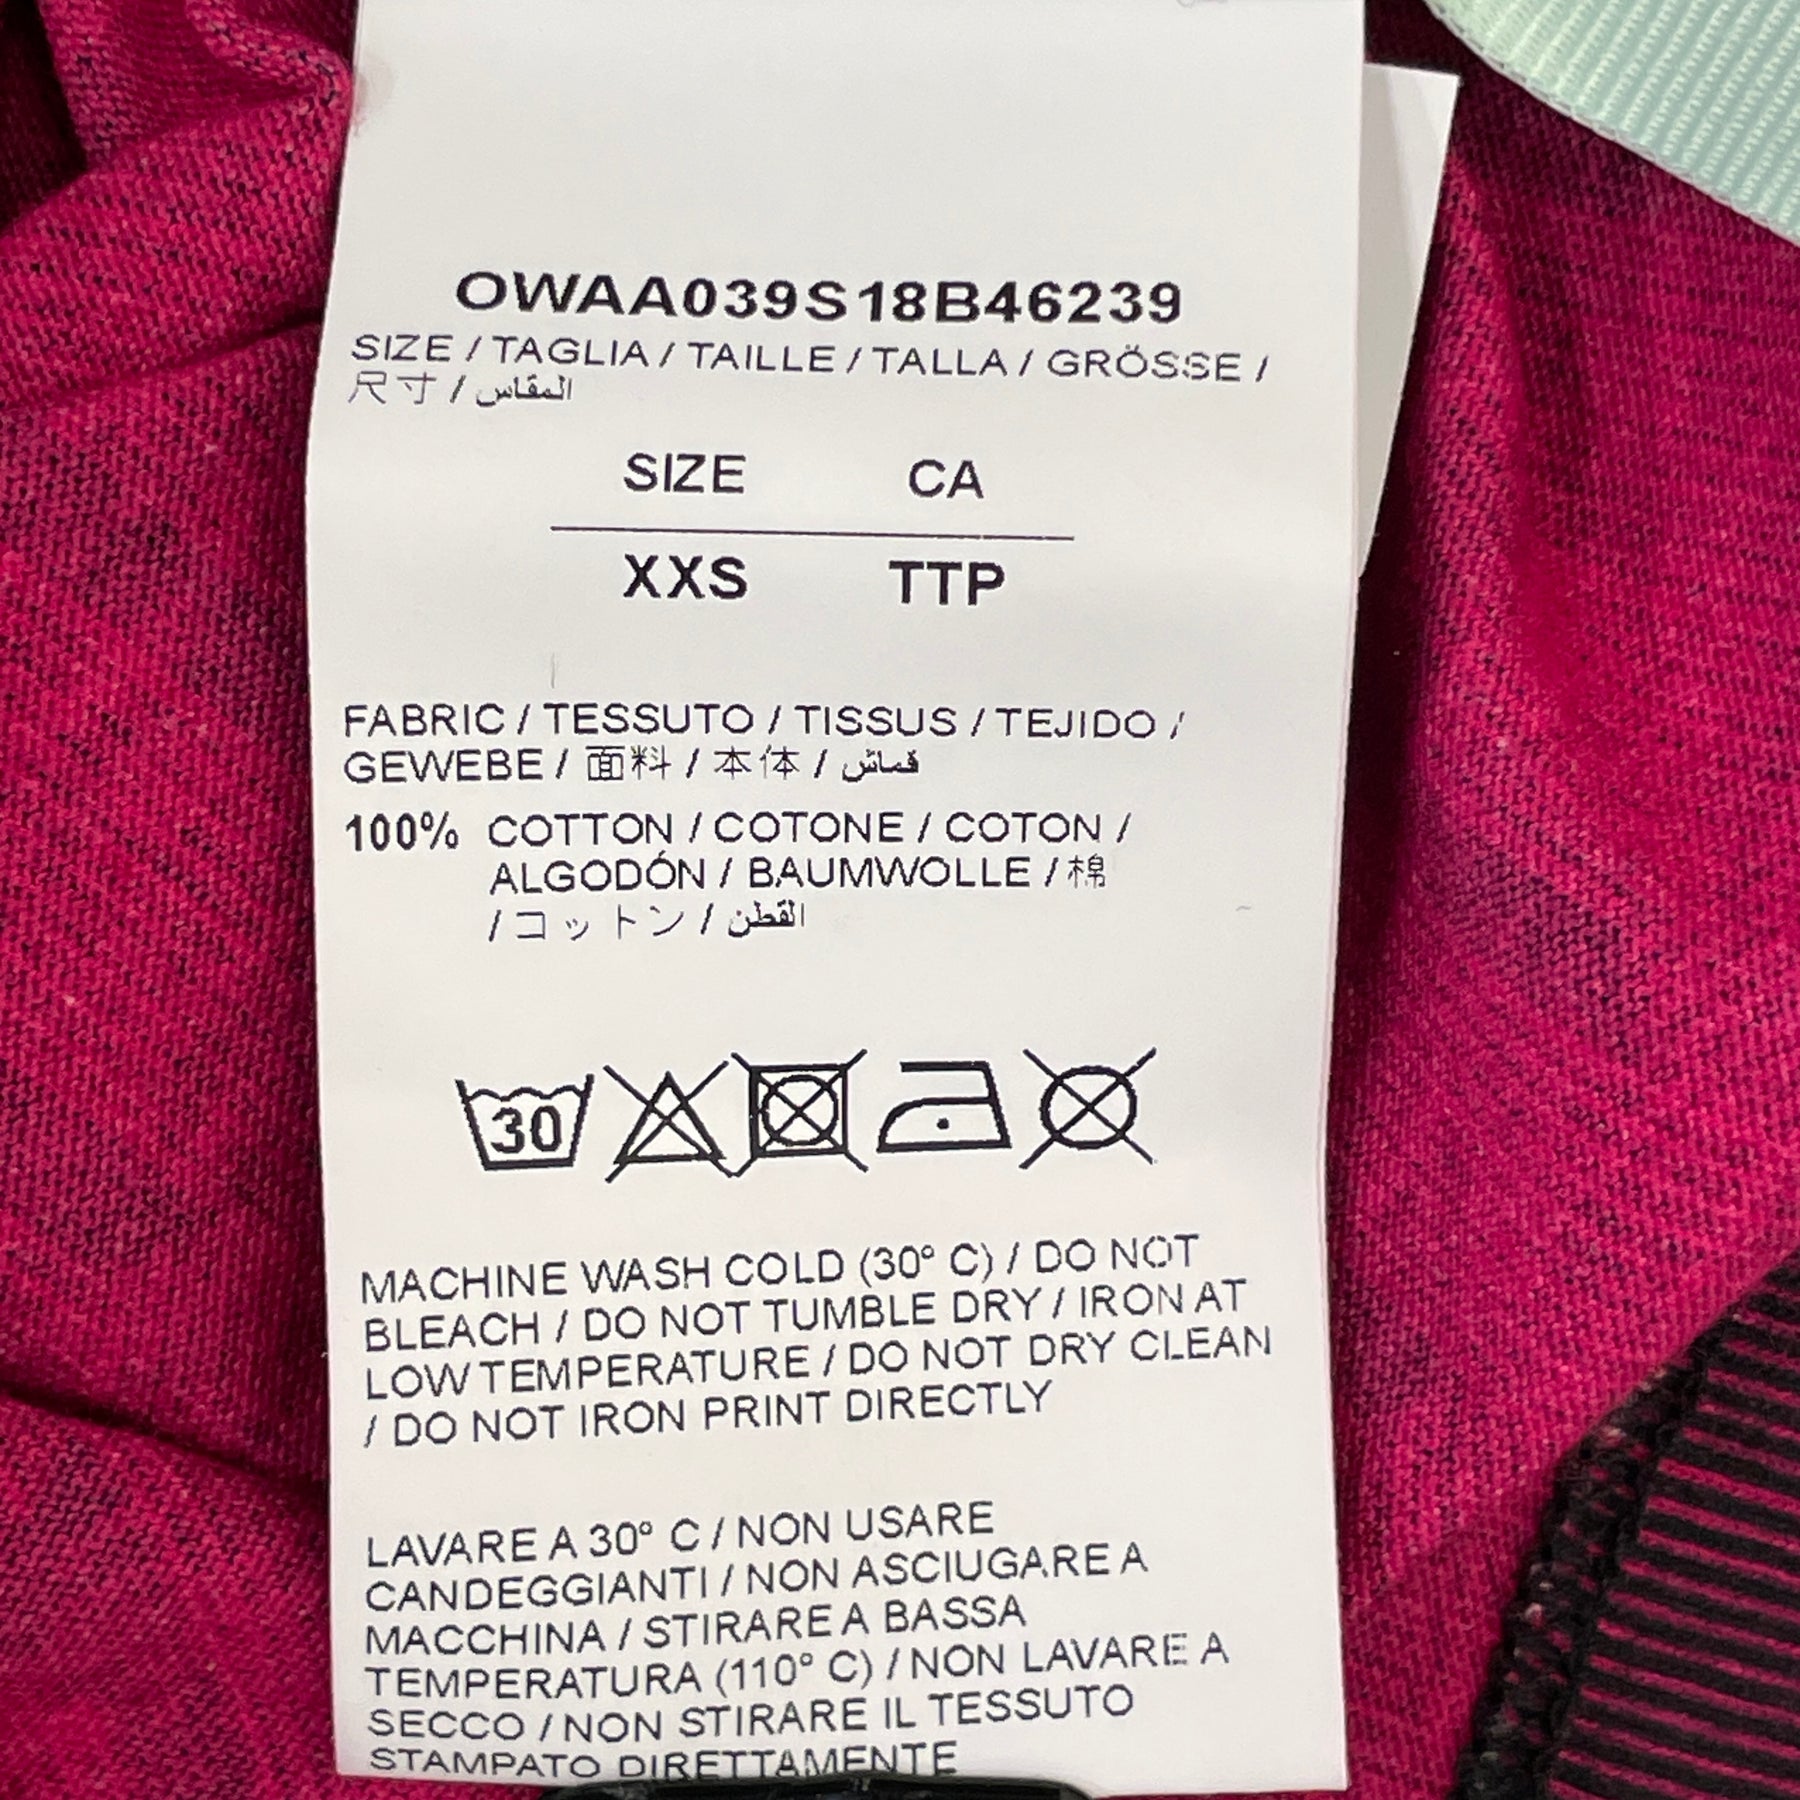 OWAA039S18B46239
SIZE / TAGLIA / TAILLE / TALLA / GRÖSSE /
尺寸 / المقاس
SIZE CA
XXS TTP
FABRIC / TESSUTO / TISSUS / TEJIDO /
GEWEBE / 面料 / 本体 / قماش
100% COTTON / COTONE / COTON /
ALGODÓN / BAUMWOLLE / 棉
/ コットン / القطن
30
MACHINE WASH COLD (30° C) / DO NOT
BLEACH / DO NOT TUMBLE DRY / IRON AT
LOW TEMPERATURE / DO NOT DRY CLEAN
/ DO NOT IRON PRINT DIRECTLY
LAVARE A 30° C / NON USARE
CANDEGGIANTI / NON ASCIUGARE A
MACCHINA / STIRARE A BASSA
TEMPERATURA (110° C) / NON LAVARE A
SECCO / NON STIRARE IL TESSUTO
STAMPATO DIRETTAMENTE